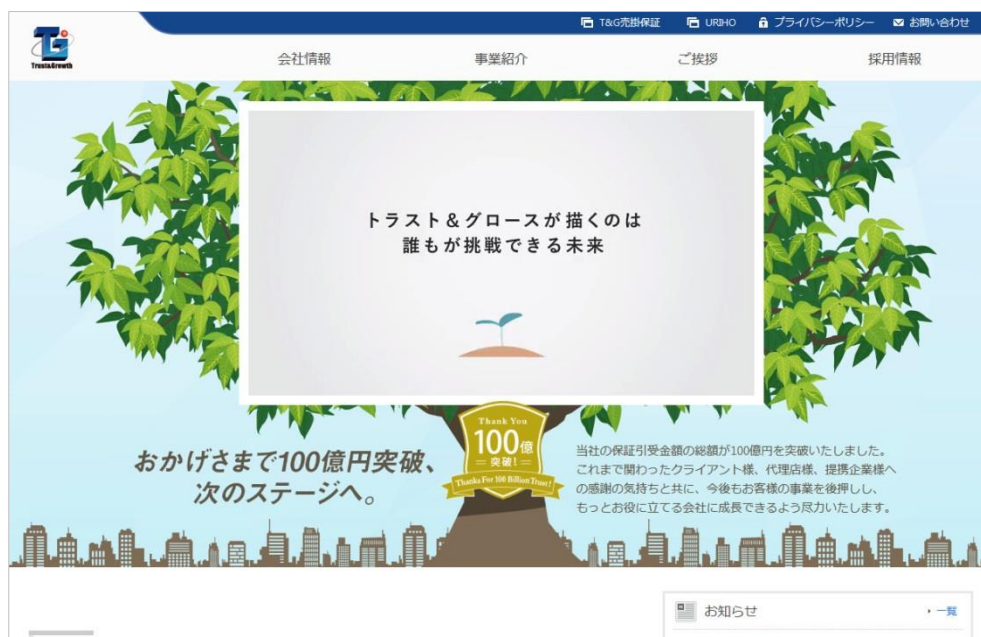 T&G売掛保証
URIHO
プライバシーポリシー
お問い合わせ
TG
Trust&Growth
会社情報
事業紹介
ご挨拶
採用情報
トラスト&グロースが描くのは
誰もが挑戦できる未来
Thank You
100億
突破!
Thanks For 100 Billion Trust!
おかげさまで100億円突破、
次のステージへ。
当社の保証引受金額の総額が100億円を突破いたしました。
これまで関わったクライアント様、代理店様、提携企業様へ
の感謝の気持ちと共に、今後もお客様の事業を後押しし、
もっとお役に立てる会社に成長できるよう尽力いたします。
お知らせ
一覧